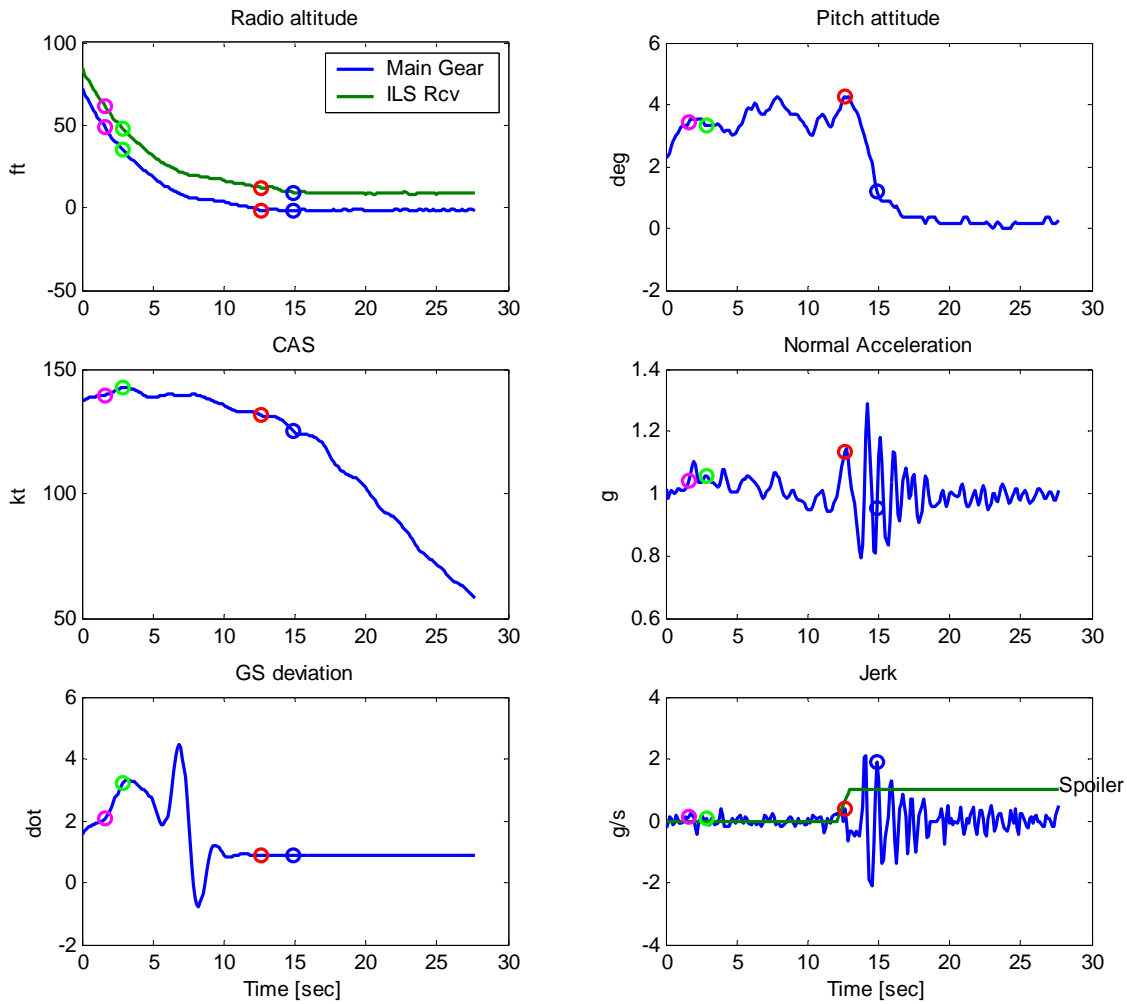 Radio altitude
100
50
0
-50
ft
0 5 10 15 20 25 30
Main Gear
ILS Rcv
Pitch attitude
6
4
2
0
-2
deg
0 5 10 15 20 25 30
CAS
150
100
50
kt
0 5 10 15 20 25 30
Normal Acceleration
1.4
1.2
1
0.8
0.6
g
0 5 10 15 20 25 30
GS deviation
6
4
2
0
-2
dot
0 5 10 15 20 25 30
Time [sec]
Jerk
4
2
0
-2
-4
g/s
Spoiler
0 5 10 15 20 25 30
Time [sec]